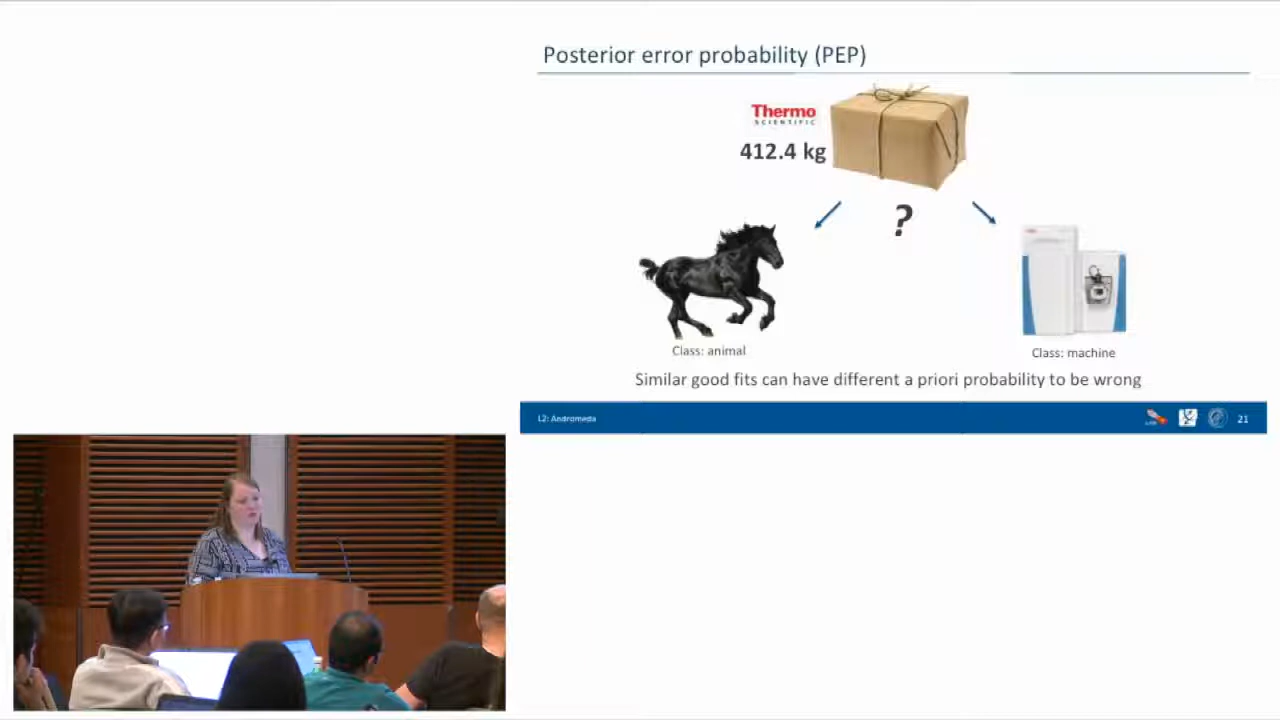 Posterior error probability (PEP)
Thermo
SCIENTIFIC
412.4 kg
?
Class: animal
Class: machine
Similar good fits can have different a priori probability to be wrong
L2: Andromeda
21